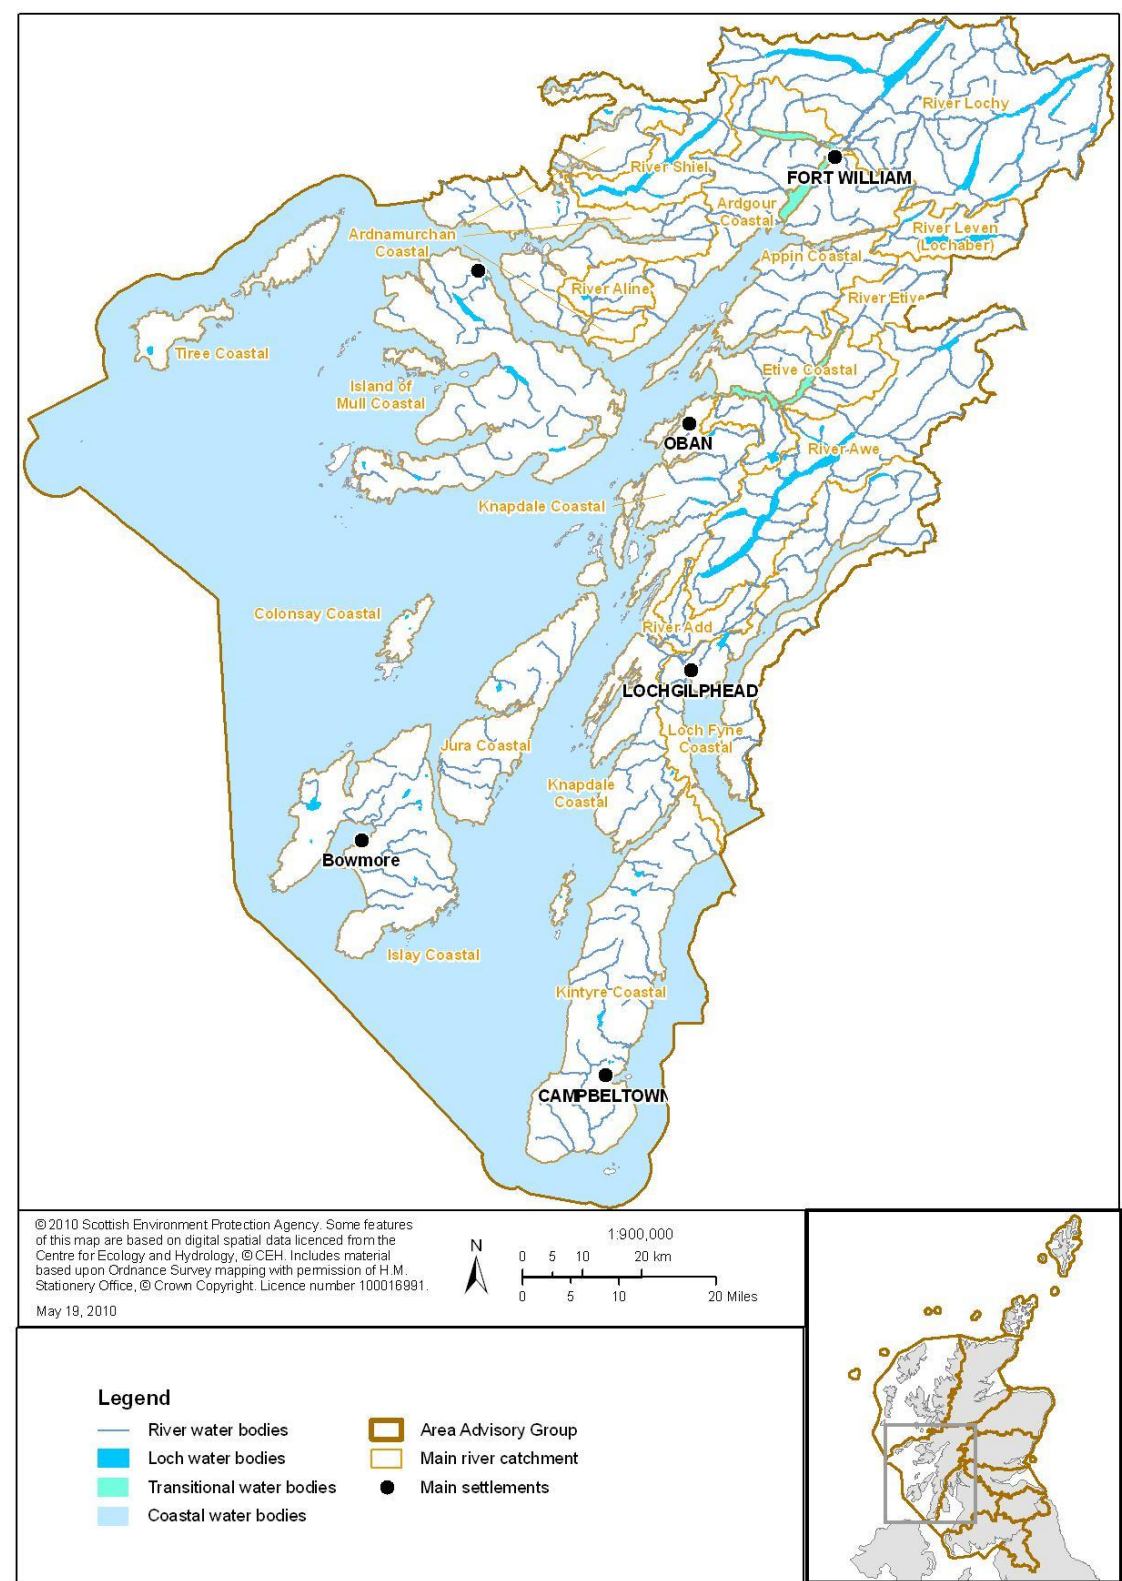 River Lochy
River Shiel
FORT WILLIAM
Ardgour
Coastal
River Leven
(Lochaber)
Ardnamurchan
Coastal
Appin Coastal
River Aline
River Etive
Tiree Coastal
Etive Coastal
Island of
Mull Coastal
OBAN
River Awe
Knapdale Coastal
Colonsay Coastal
River Add
LOCHGILPHEAD
Loch Fyne
Coastal
Jura Coastal
Knapdale
Coastal
Bowmore
Islay Coastal
Kintyre Coastal
CAMPBELTOWN
© 2010 Scottish Environment Protection Agency. Some features
of this map are based on digital spatial data licenced from the
Centre for Ecology and Hydrology, © CEH. Includes material
based upon Ordnance Survey mapping with permission of H.M.
Stationery Office, © Crown Copyright. Licence number 100016991.
May 19, 2010
N
1:900,000
0 5 10 20 km
0 5 10 20 Miles
Legend
River water bodies
Loch water bodies
Transitional water bodies
Coastal water bodies
Area Advisory Group
Main river catchment
Main settlements